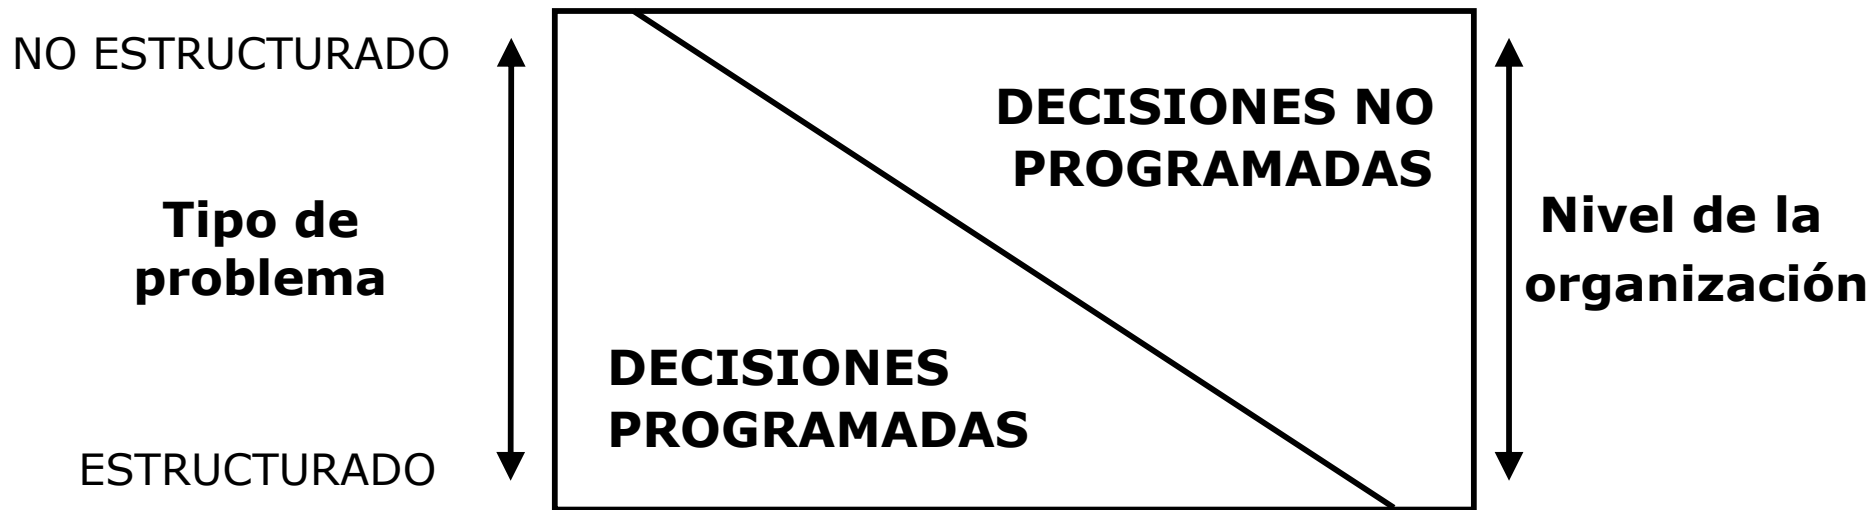 NO ESTRUCTURADO
Tipo de
problema
ESTRUCTURADO
DECISIONES NO
PROGRAMADAS
DECISIONES
PROGRAMADAS
Nivel de la
organización